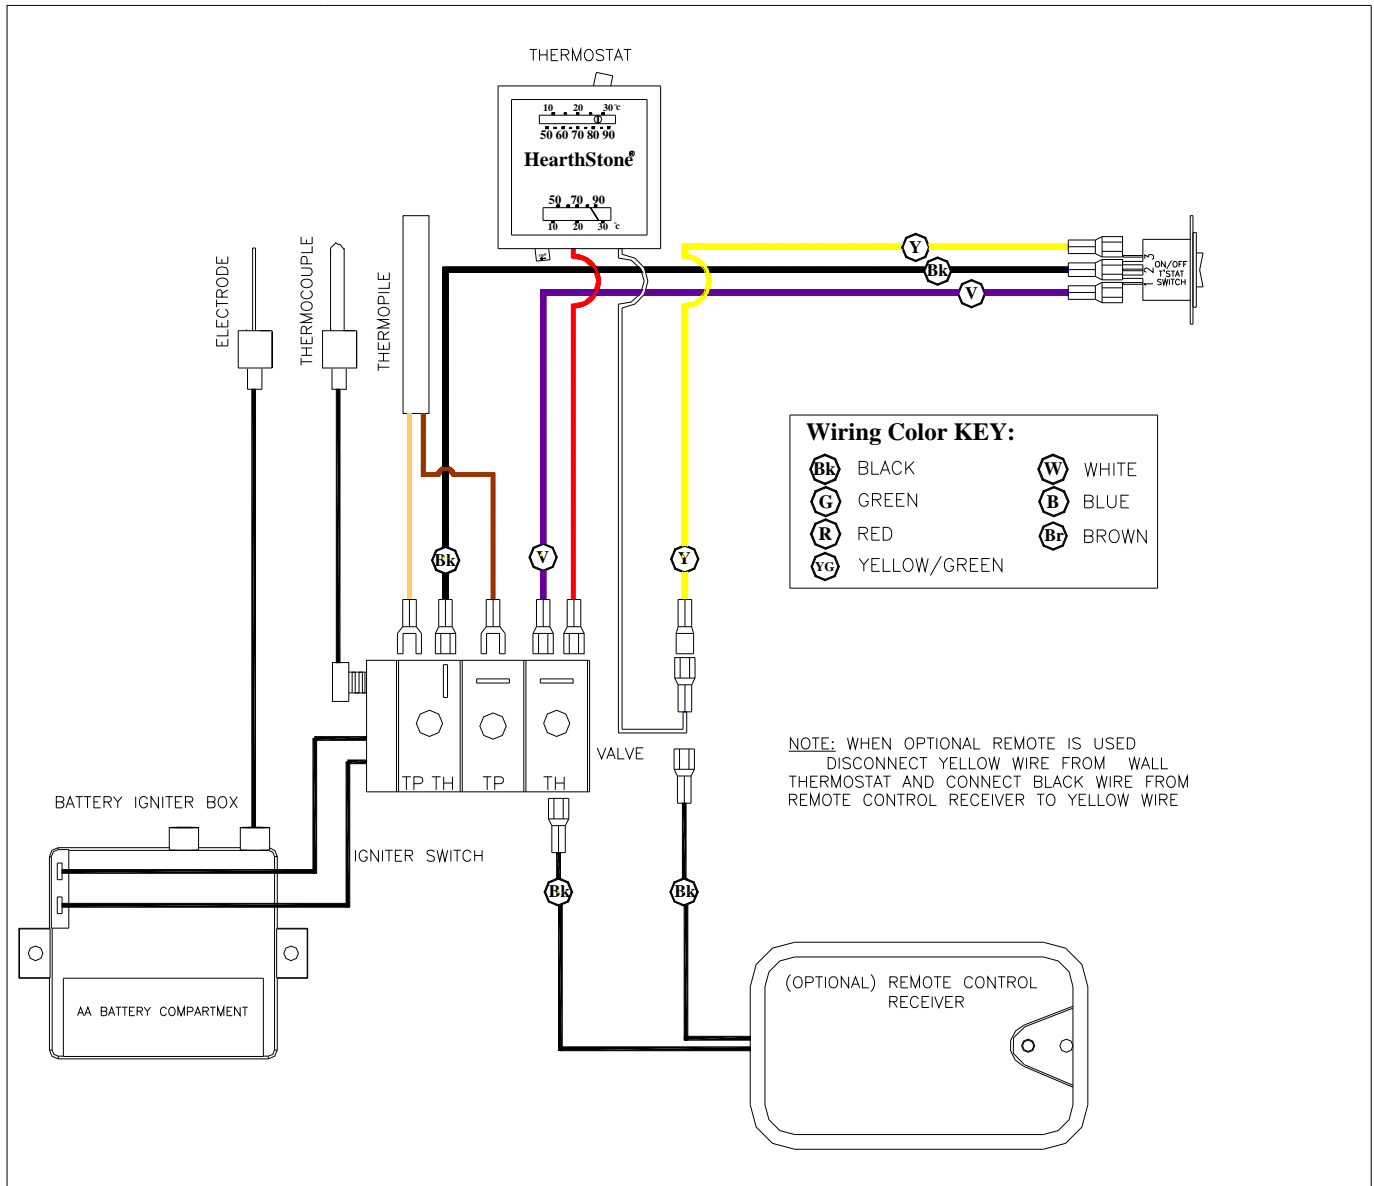 THERMOSTAT
10 20 30 °c
50 60 70 80 90
HearthStone®
50 70 90
10 20 30 °c
ELECTRODE
THERMOCOUPLE
THERMOPILE
Y
Bk
V
3
2
1
ON/OFF
T'STAT
SWITCH
Wiring Color KEY:
Bk BLACK
W WHITE
G GREEN
B BLUE
R RED
Br BROWN
YG YELLOW/GREEN
Bk
V
Y
VALVE
TP TH
TP
TH
NOTE: WHEN OPTIONAL REMOTE IS USED
DISCONNECT YELLOW WIRE FROM WALL
THERMOSTAT AND CONNECT BLACK WIRE FROM
REMOTE CONTROL RECEIVER TO YELLOW WIRE
BATTERY IGNITER BOX
IGNITER SWITCH
Bk
Bk
AA BATTERY COMPARTMENT
(OPTIONAL) REMOTE CONTROL
RECEIVER